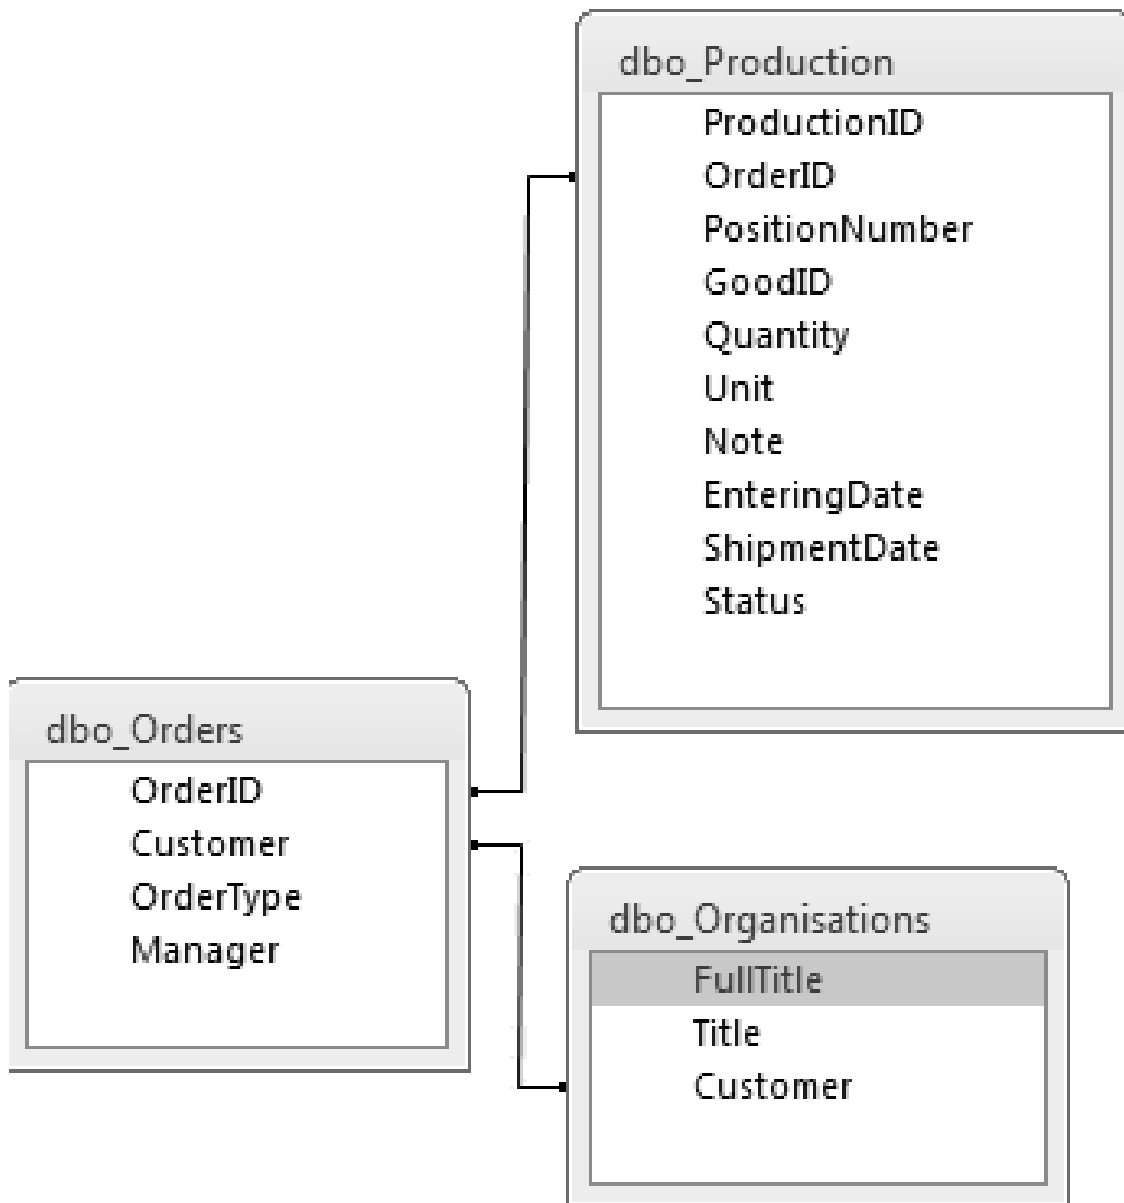 dbo_Production
ProductionID
OrderID
PositionNumber
GoodID
Quantity
Unit
Note
EnteringDate
ShipmentDate
Status
dbo_Orders
OrderID
Customer
OrderType
Manager
dbo_Organisations
FullTitle
Title
Customer